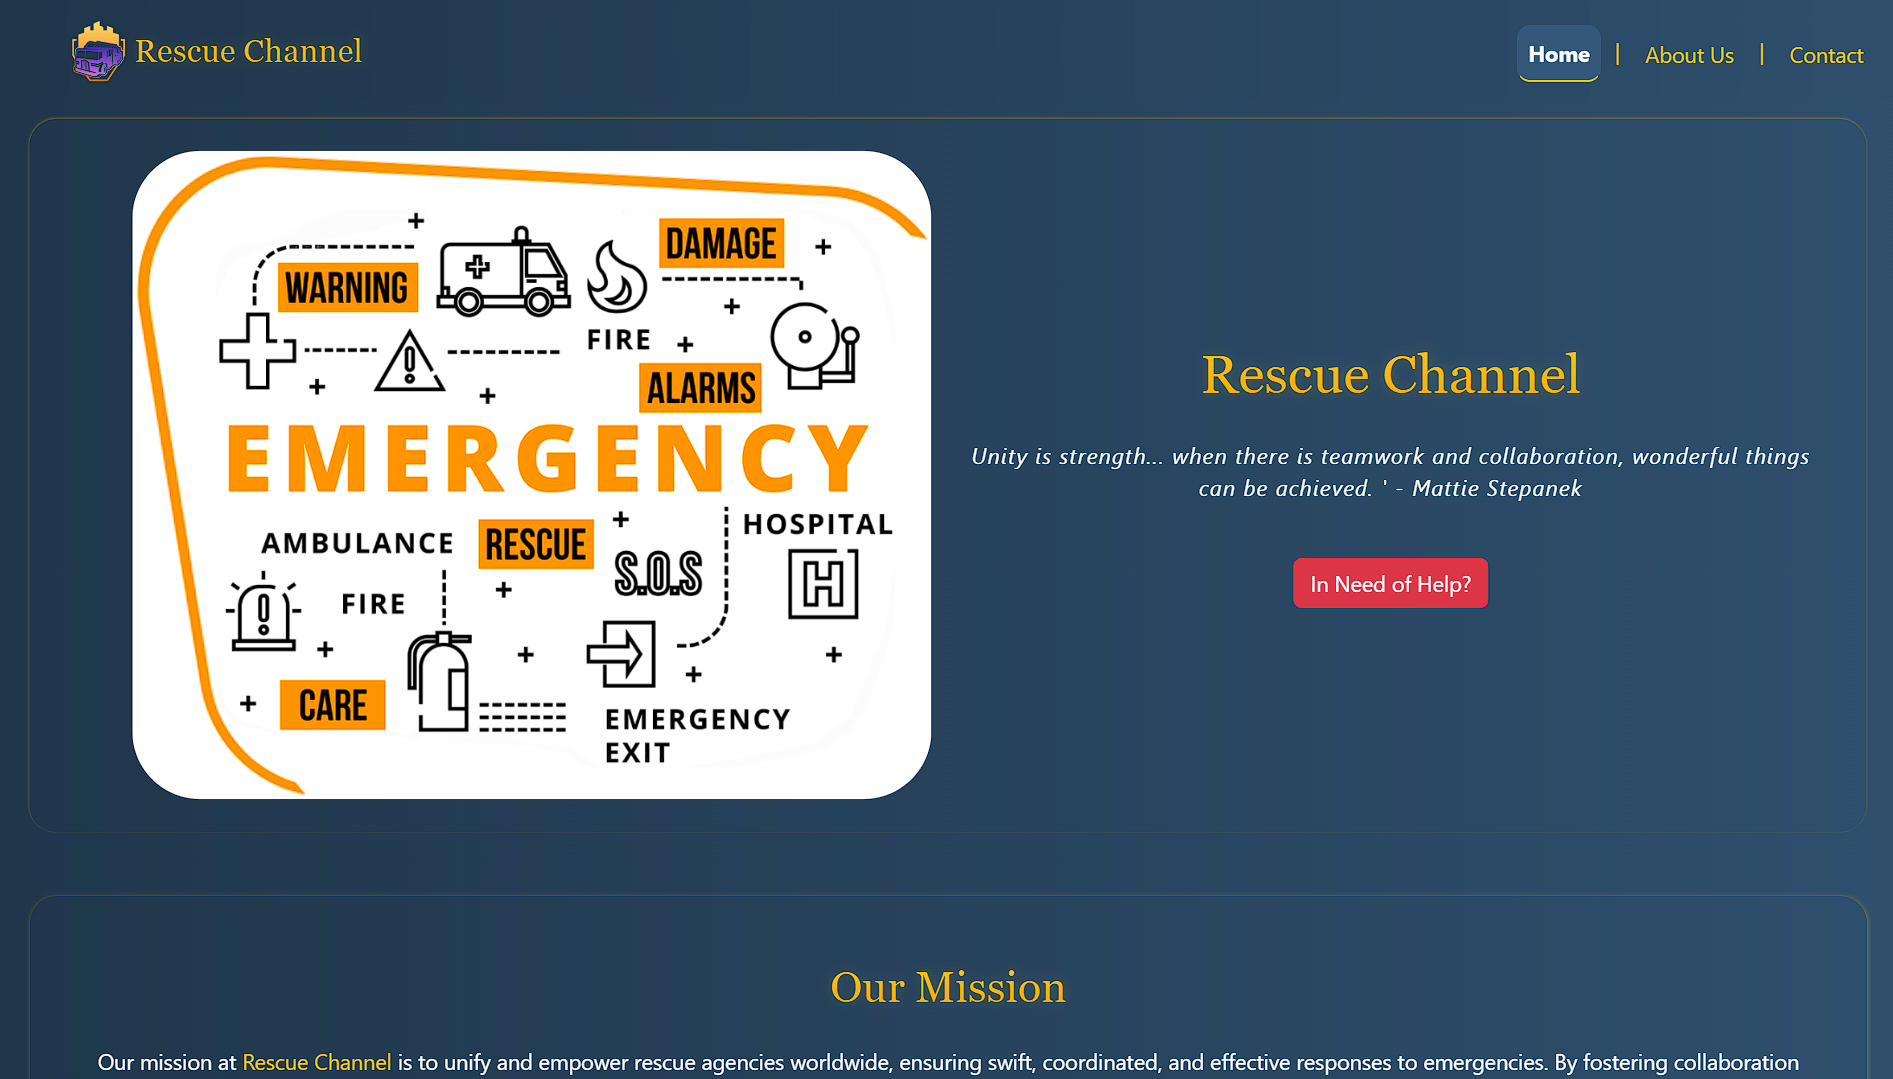 Rescue Channel
Home | About Us | Contact
DAMAGE
WARNING
FIRE
ALARMS
EMERGENCY
HOSPITAL
AMBULANCE
RESCUE
S.O.S
H
FIRE
CARE
EMERGENCY
EXIT
Rescue Channel
Unity is strength... when there is teamwork and collaboration, wonderful things
can be achieved. ' - Mattie Stepanek
In Need of Help?
Our Mission
Our mission at Rescue Channel is to unify and empower rescue agencies worldwide, ensuring swift, coordinated, and effective responses to emergencies. By fostering collaboration